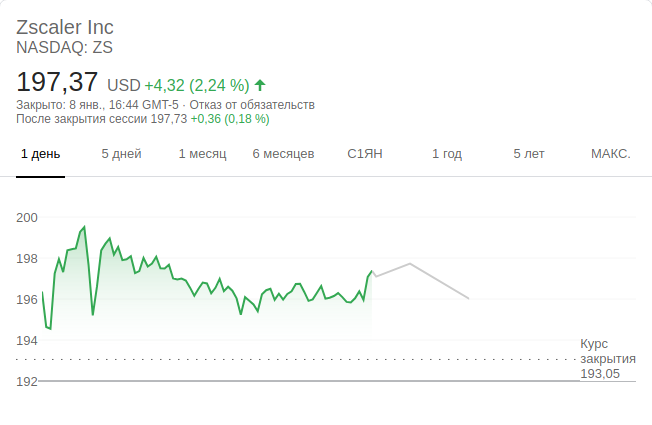 Zscaler Inc
NASDAQ: ZS
197,37 USD +4,32 (2,24 %)
Закрыто: 8 янв., 16:44 GMT-5 · Отказ от обязательств
После закрытия сессии 197,73 +0,36 (0,18 %)
1 день 5 дней 1 месяц 6 месяцев С1ЯН 1 год 5 лет МАКС.
200
198
196
194
Курс
закрытия
193,05
192